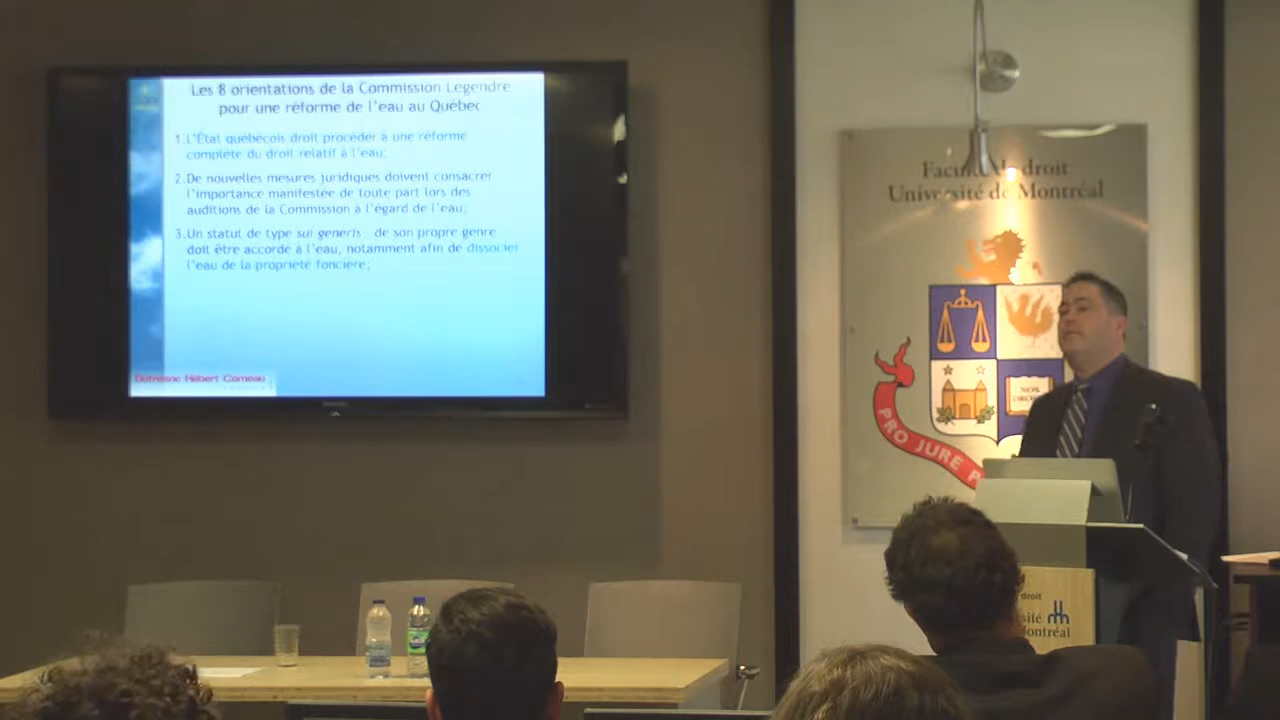 Les 8 orientations de la Commission Legendre
pour une réforme de l'eau au Québec
1.L'État québécois droit procéder à une réforme
complète du droit relatif à l'eau;
2.De nouvelles mesures juridiques doivent consacrer
l'importance manifestée de toute part lors des
auditions de la Commission à l'égard de l'eau;
3.Un statut de type sui generis de son propre genre
doit être accordé à l'eau, notamment afin de dissocier
l'eau de la propriété foncière;
Dufresne Hébert Comeau
Faculté de droit
Université de Montréal
PRO JURE
droit